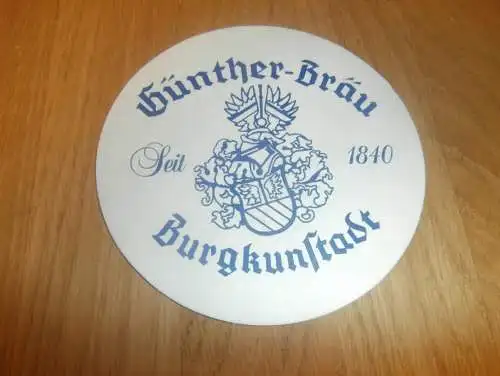 Günther-Bräu
Seit 1840
Burgkunſtadt